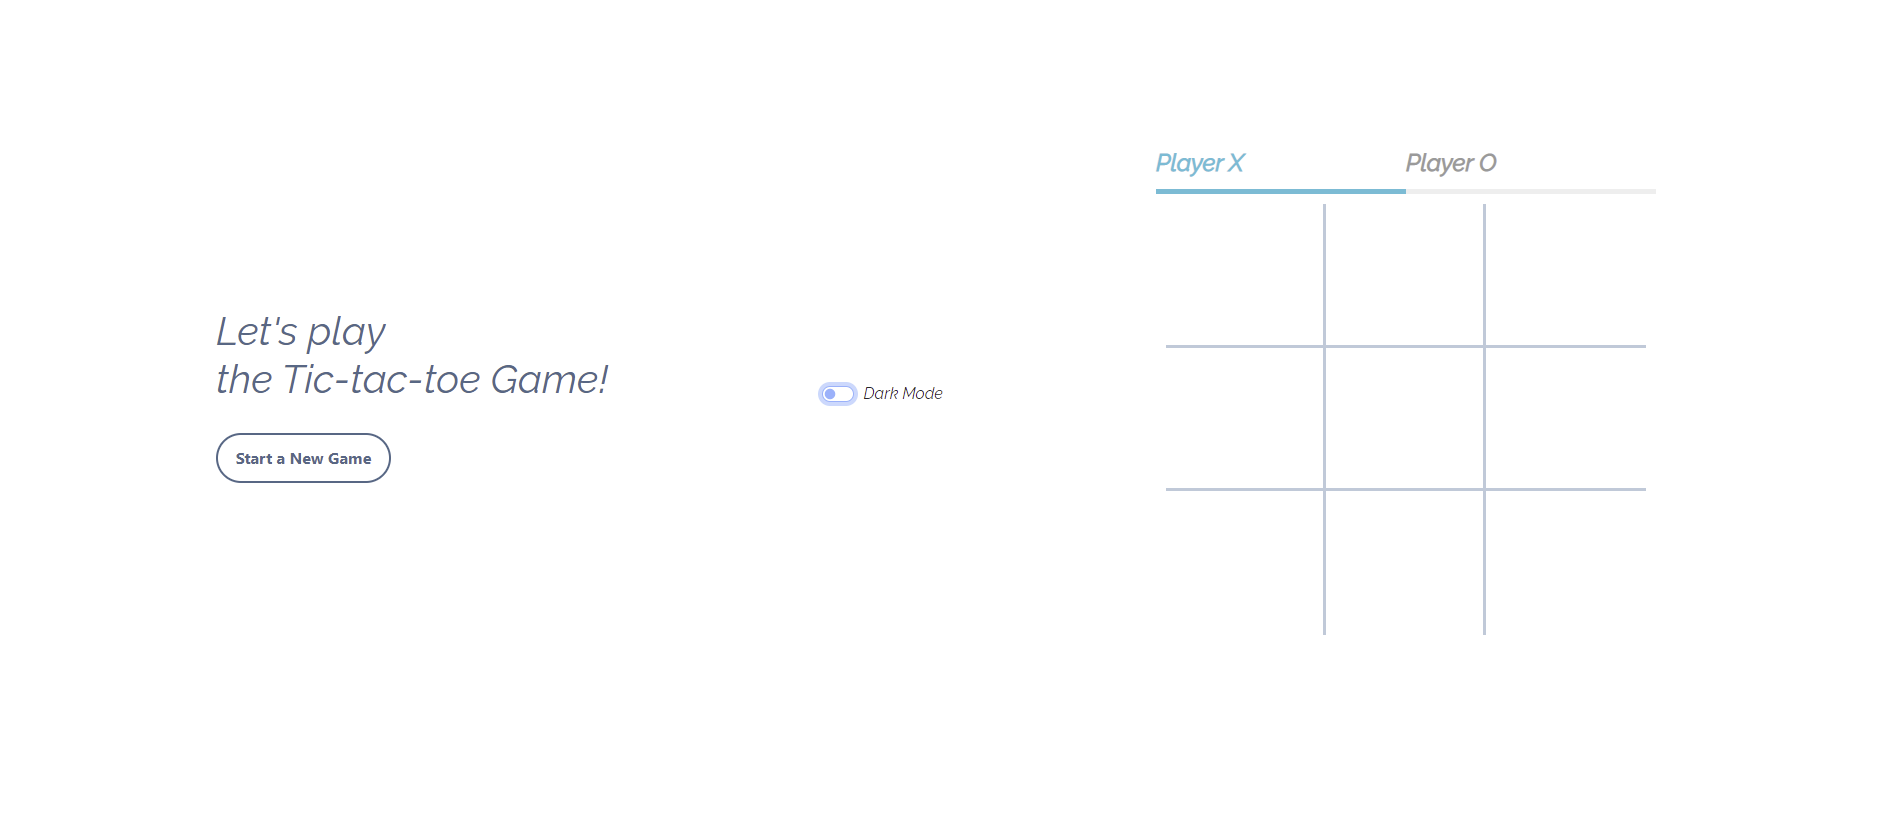 Let's play
the Tic-tac-toe Game!
Start a New Game
Dark Mode
Player X
Player O